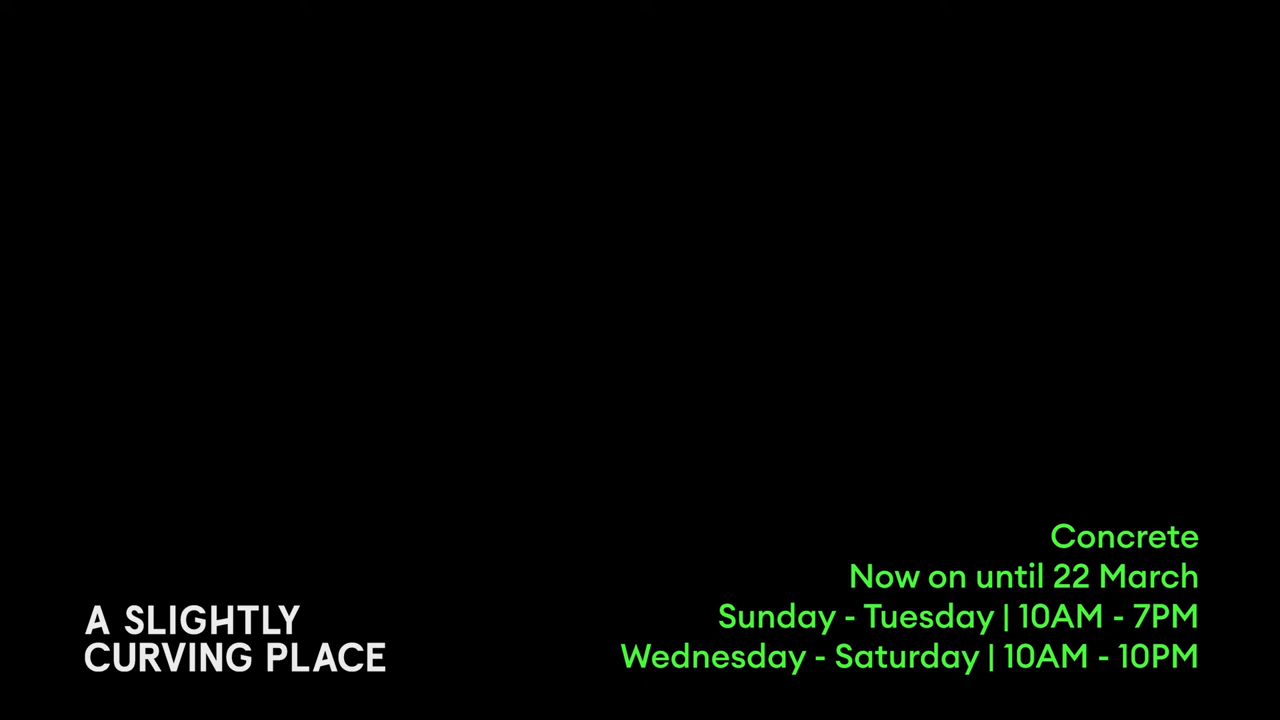 A SLIGHTLY
CURVING PLACE
Concrete
Now on until 22 March
Sunday - Tuesday | 10AM - 7PM
Wednesday - Saturday | 10AM - 10PM